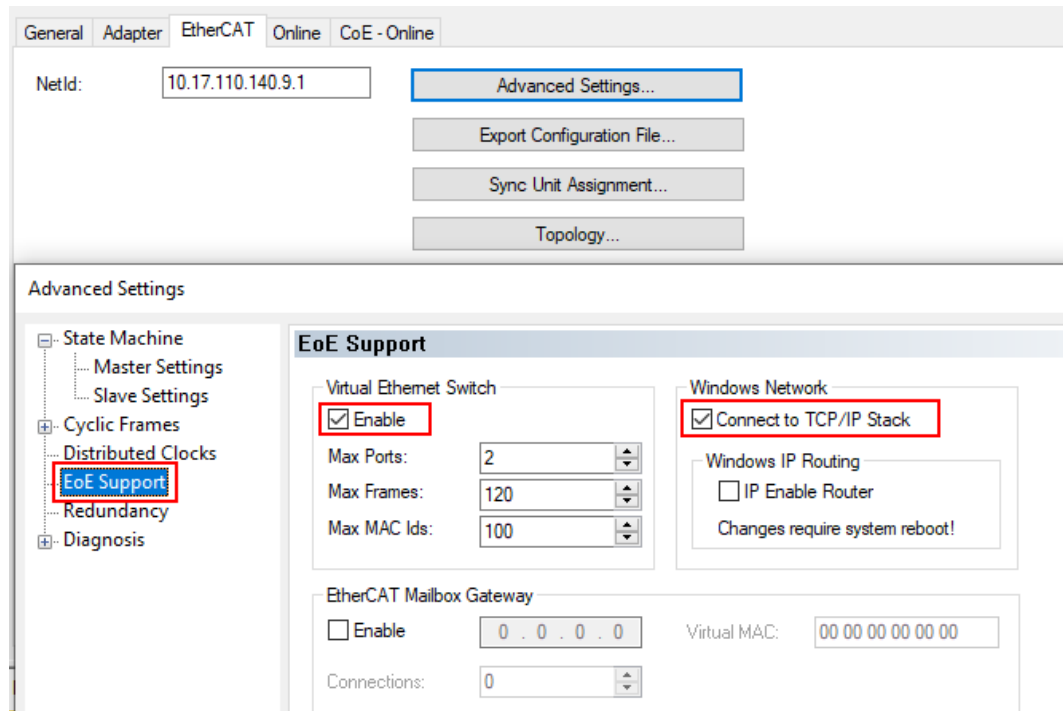 General Adapter EtherCAT Online CoE - Online
NetId: 10.17.110.140.9.1 Advanced Settings...
Export Configuration File...
Sync Unit Assignment...
Topology...
Advanced Settings
State Machine
Master Settings
Slave Settings
Cyclic Frames
Distributed Clocks
EoE Support
Redundancy
Diagnosis
EoE Support
Virtual Ethernet Switch
Enable
Max Ports: 2
Max Frames: 120
Max MAC Ids: 100
Windows Network
Connect to TCP/IP Stack
Windows IP Routing
IP Enable Router
Changes require system reboot!
EtherCAT Mailbox Gateway
Enable 0 . 0 . 0 . 0 Virtual MAC: 00 00 00 00 00 00
Connections: 0